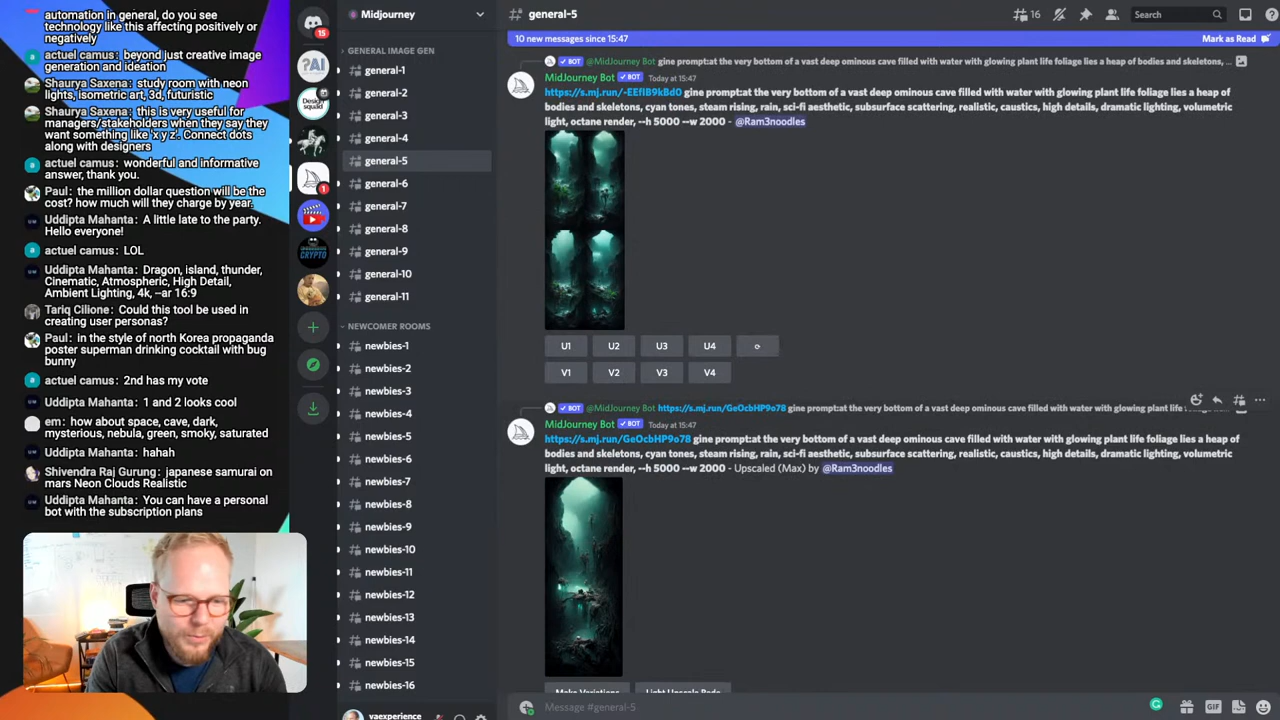 automation in general, do you see
technology like this affecting positively or
negatively
actuel camus: beyond just creative image
generation and ideation
Shaurya Saxena: study room with neon
lights, isometric art, 3d, futuristic
Shaurya Saxena: this is very useful for
managers/stakeholders when they say they
want something like 'x y z'. Connect dots
along with designers
actuel camus: wonderful and informative
answer, thank you.
Paul: the million dollar question will be the
cost? how much will they charge by year.
Uddipta Mahanta: A little late to the party.
Hello everyone!
actuel camus: LOL
Uddipta Mahanta: Dragon, island, thunder,
Cinematic, Atmospheric, High Detail,
Ambient Lighting, 4k, --ar 16:9
Tariq Cilione: Could this tool be used in
creating user personas?
Paul: in the style of north Korea propaganda
poster superman drinking cocktail with bug
bunny
actuel camus: 2nd has my vote
Uddipta Mahanta: 1 and 2 looks cool
em: how about space, cave, dark,
mysterious, nebula, green, smoky, saturated
Uddipta Mahanta: hahah
Shivendra Raj Gurung: japanese samurai on
mars Neon Clouds Realistic
Uddipta Mahanta: You can have a personal
bot with the subscription plans
15
?AI
Design
squad
1
CRYPTO
Midjourney
GENERAL IMAGE GEN
general-1
general-2
general-3
general-4
general-5
general-6
general-7
general-8
general-9
general-10
general-11
NEWCOMER ROOMS
newbies-1
newbies-2
newbies-3
newbies-4
newbies-5
newbies-6
newbies-7
newbies-8
newbies-9
newbies-10
newbies-11
newbies-12
newbies-13
newbies-14
newbies-15
newbies-16
vaexperience
general-5
16
Search
10 new messages since 15:47
Mark as Read
BOT @MidJourney Bot gine prompt:at the very bottom of a vast deep ominous cave filled with water with glowing plant life foliage lies a heap of bodies and skeletons, ...
MidJourney Bot BOT Today at 15:47
https://s.mj.run/-EEflB9kBd0 gine prompt:at the very bottom of a vast deep ominous cave filled with water with glowing plant life foliage lies a heap of
bodies and skeletons, cyan tones, steam rising, rain, sci-fi aesthetic, subsurface scattering, realistic, caustics, high details, dramatic lighting, volumetric
light, octane render, --h 5000 --w 2000 - @Ram3noodles
U1 U2 U3 U4
V1 V2 V3 V4
BOT @MidJourney Bot https://s.mj.run/GeOcbHP9o78 gine prompt:at the very bottom of a vast deep ominous cave filled with water with glowing plant life
MidJourney Bot BOT Today at 15:47
https://s.mj.run/GeOcbHP9o78 gine prompt:at the very bottom of a vast deep ominous cave filled with water with glowing plant life foliage lies a heap of
bodies and skeletons, cyan tones, steam rising, rain, sci-fi aesthetic, subsurface scattering, realistic, caustics, high details, dramatic lighting, volumetric
light, octane render, --h 5000 --w 2000 - Upscaled (Max) by @Ram3noodles
Make Variations Light Upscale Redo
Message #general-5
GIF